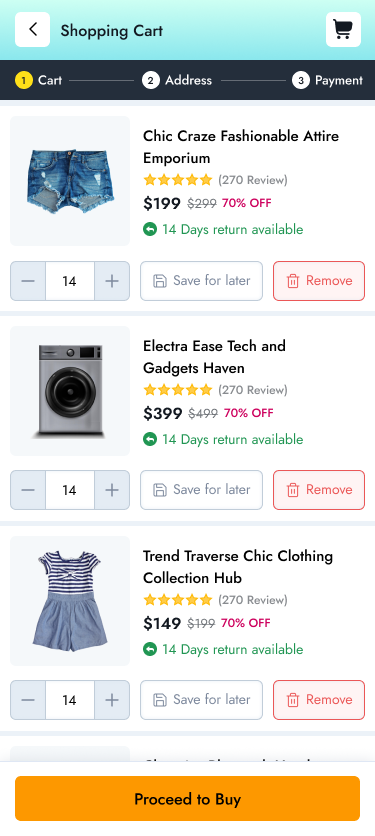 Shopping Cart
1 Cart 2 Address 3 Payment
Chic Craze Fashionable Attire
Emporium
(270 Review)
$199 $299 70% OFF
14 Days return available
14 Save for later Remove
Electra Ease Tech and
Gadgets Haven
(270 Review)
$399 $499 70% OFF
14 Days return available
14 Save for later Remove
Trend Traverse Chic Clothing
Collection Hub
(270 Review)
$149 $199 70% OFF
14 Days return available
14 Save for later Remove
Proceed to Buy